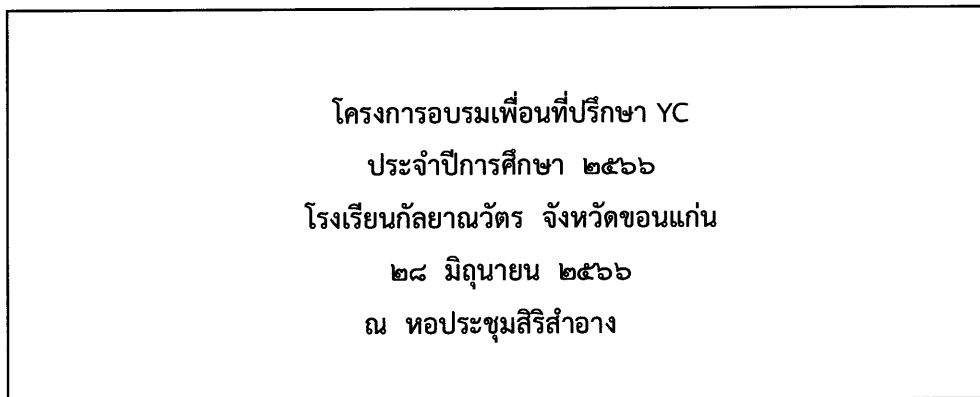 โครงการอบรมเพื่อนที่ปรึกษา YC
ประจำปีการศึกษา ๒๕๖๖
โรงเรียนกัลยาณวัตร จังหวัดขอนแก่น
๒๘ มิถุนายน ๒๕๖๖
ณ หอประชุมสิริสำอาง